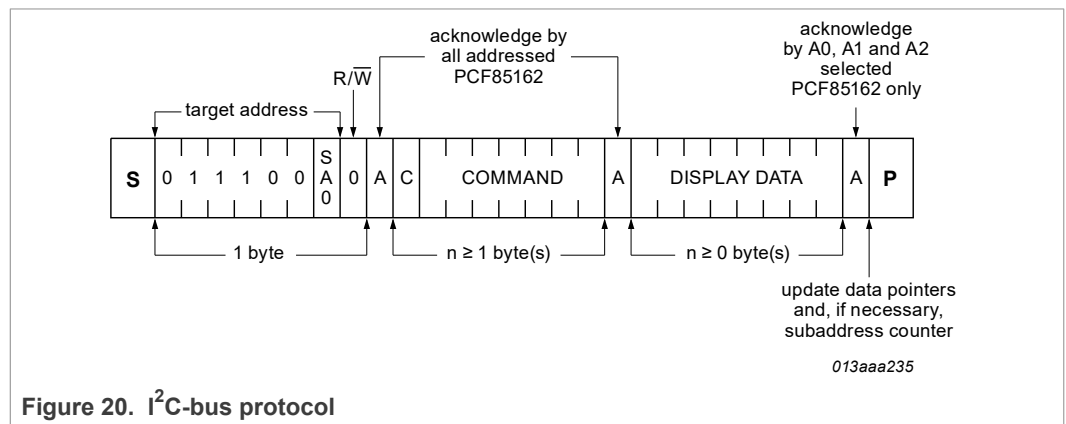 acknowledge by
all addressed
PCF85162
acknowledge
by A0, A1 and A2
selected
PCF85162 only
R/W̅
target address
S 0 1 1 1 0 0 SA0 0 A C COMMAND A DISPLAY DATA A P
1 byte
n ≥ 1 byte(s)
n ≥ 0 byte(s)
update data pointers
and, if necessary,
subaddress counter
013aaa235
Figure 20. I²C-bus protocol